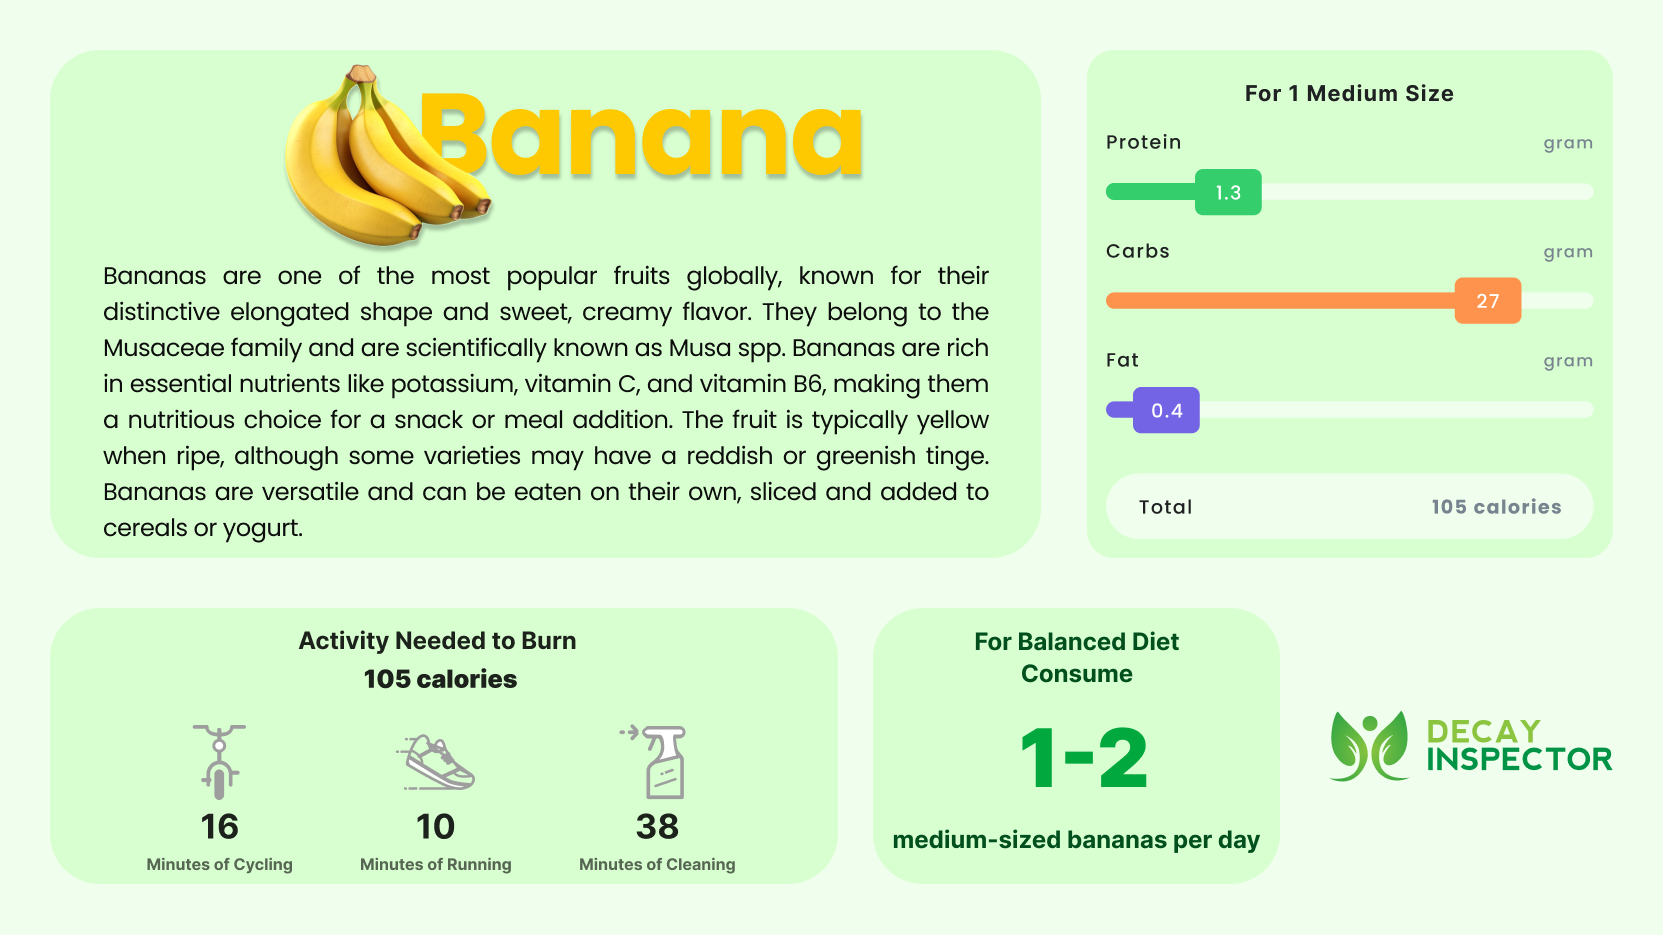 Banana
Bananas are one of the most popular fruits globally, known for their
distinctive elongated shape and sweet, creamy flavor. They belong to the
Musaceae family and are scientifically known as Musa spp. Bananas are rich
in essential nutrients like potassium, vitamin C, and vitamin B6, making them
a nutritious choice for a snack or meal addition. The fruit is typically yellow
when ripe, although some varieties may have a reddish or greenish tinge.
Bananas are versatile and can be eaten on their own, sliced and added to
cereals or yogurt.
For 1 Medium Size
Protein gram
1.3
Carbs gram
27
Fat gram
0.4
Total 105 calories
Activity Needed to Burn
105 calories
16 10 38
Minutes of Cycling Minutes of Running Minutes of Cleaning
For Balanced Diet
Consume
1-2
medium-sized bananas per day
DECAY
INSPECTOR